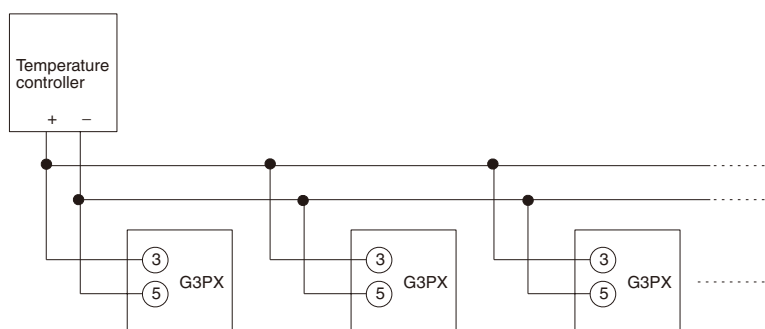 Temperature
controller
+ −
3 3 3
G3PX G3PX G3PX
5 5 5